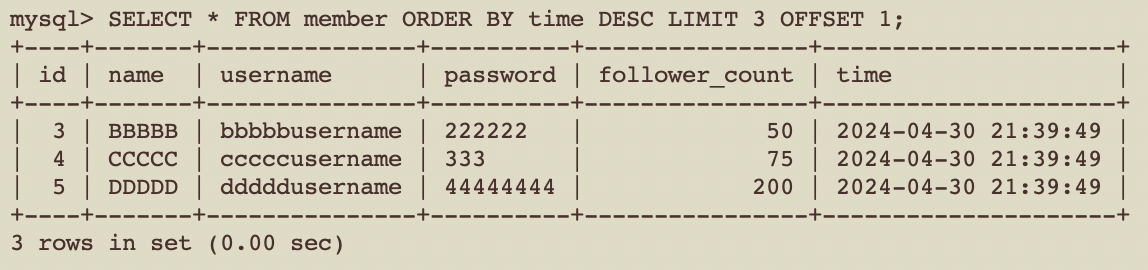 mysql> SELECT * FROM member ORDER BY time DESC LIMIT 3 OFFSET 1;
+----+-------+---------------+----------+----------------+---------------------+
| id | name  | username      | password | follower_count | time                |
+----+-------+---------------+----------+----------------+---------------------+
|  3 | BBBBB | bbbbbusername | 222222   |             50 | 2024-04-30 21:39:49 |
|  4 | CCCCC | cccccusername | 333      |             75 | 2024-04-30 21:39:49 |
|  5 | DDDDD | dddddusername | 44444444 |            200 | 2024-04-30 21:39:49 |
+----+-------+---------------+----------+----------------+---------------------+
3 rows in set (0.00 sec)